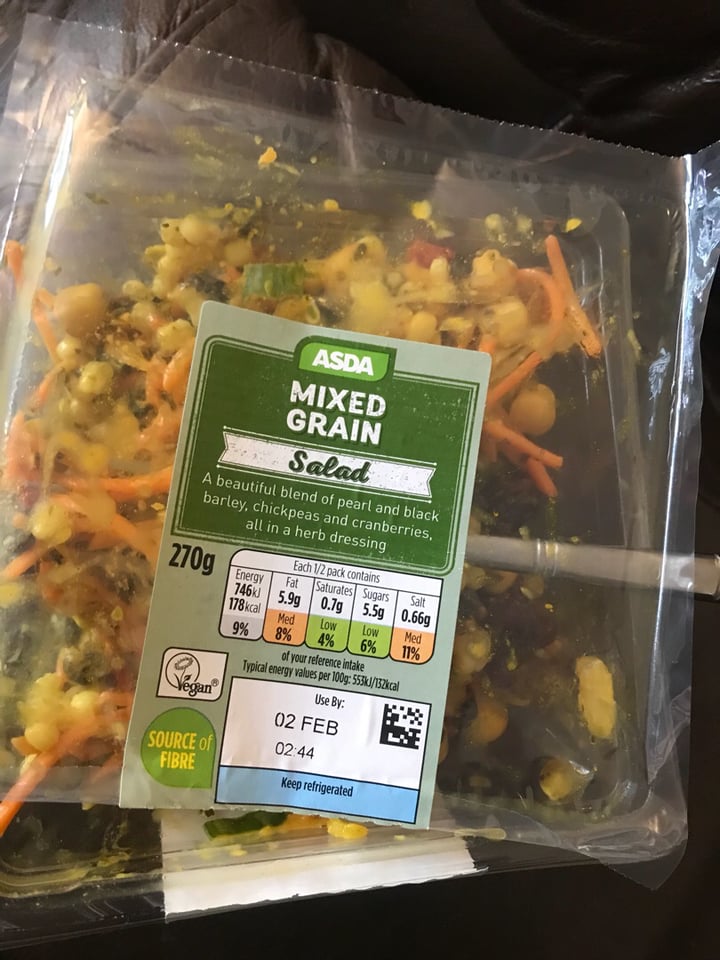 ASDA
MIXED
GRAIN
Salad
A beautiful blend of pearl and black
barley, chickpeas and cranberries,
all in a herb dressing
270g
Each 1/2 pack contains
Energy Fat Saturates Sugars Salt
746kJ 5.9g 0.7g 5.5g 0.66g
178kcal Med Low Low Med
9% 8% 4% 6% 11%
of your reference intake
Typical energy values per 100g: 553kJ/132kcal
Vegan®
Use By:
02 FEB
02:44
SOURCE of
FIBRE
Keep refrigerated